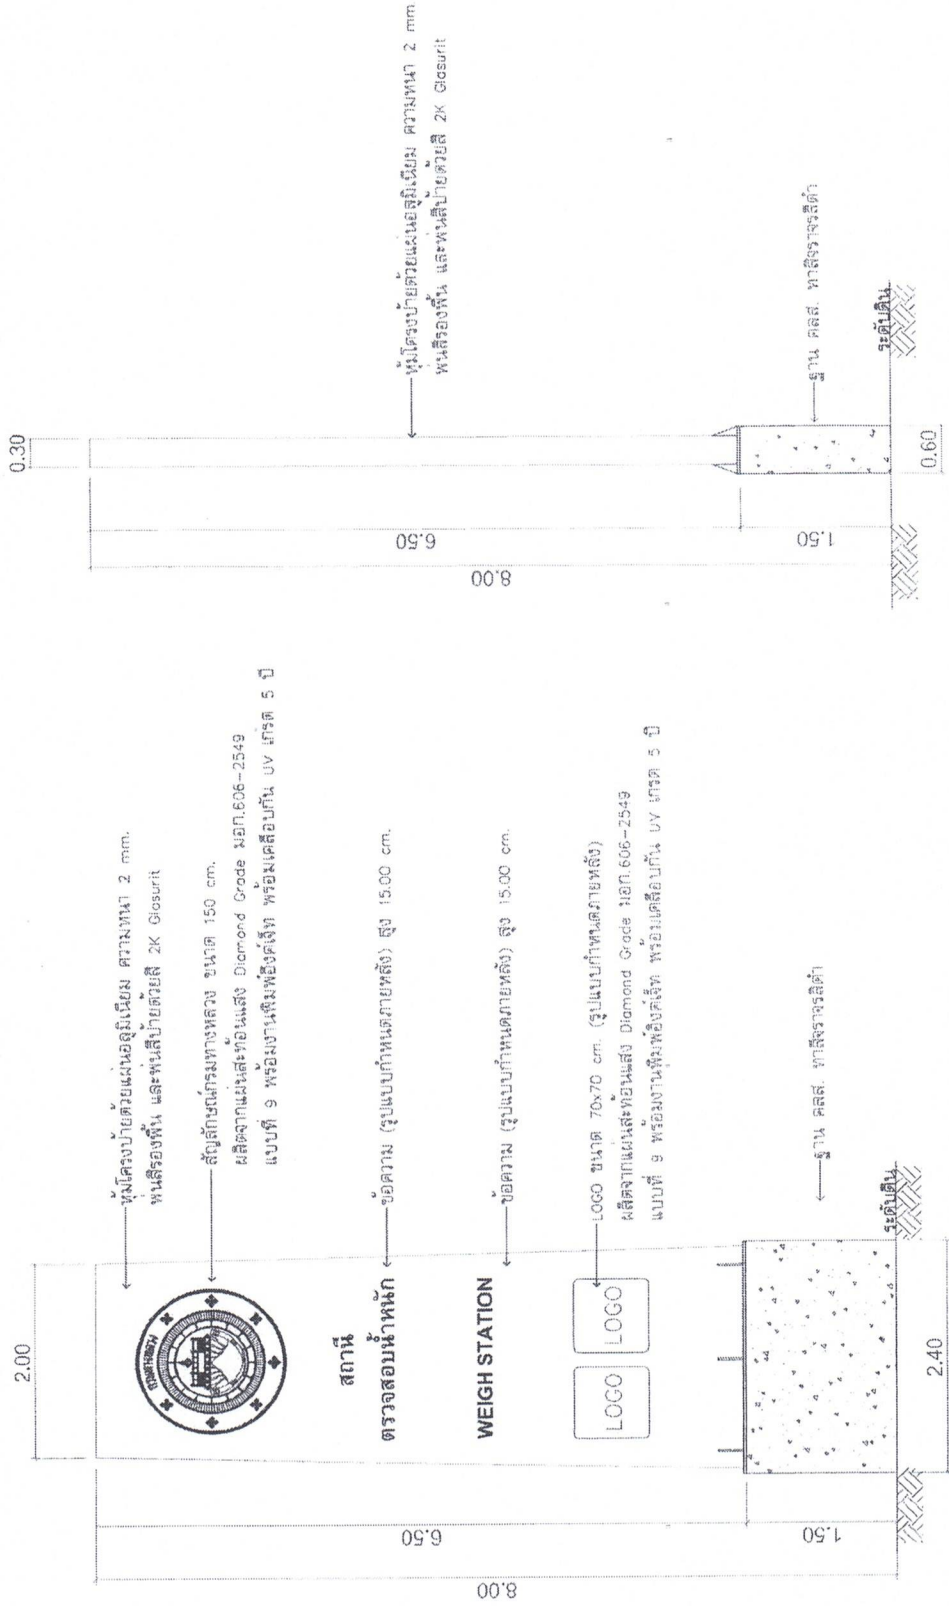 2.00
หุ้มโครงป้ายด้วยแผ่นอลูมิเนียม ความหนา 2 mm.
พ่นสีรองพื้น และพ่นสีป้ายด้วยสี 2K Glasurit
สัญลักษณ์กรมทางหลวง ขนาด 150 cm.
ผลิตจากแผ่นสะท้อนแสง Diamond Grade มอก.606-2549
แบบที่ 9 พร้อมงานพิมพ์อิงค์เจ็ท พร้อมเคลือบกัน UV เกรด 5 ปี
กรมทางหลวง
สถานี
ตรวจสอบน้ำหนัก
ข้อความ (รูปแบบกำหนดภายหลัง) สูง 15.00 cm.
WEIGH STATION
ข้อความ (รูปแบบกำหนดภายหลัง) สูง 15.00 cm.
LOGO
LOGO
LOGO ขนาด 70x70 cm. (รูปแบบกำหนดภายหลัง)
ผลิตจากแผ่นสะท้อนแสง Diamond Grade มอก.606-2549
แบบที่ 9 พร้อมงานพิมพ์อิงค์เจ็ท พร้อมเคลือบกัน UV เกรด 5 ปี
6.50
8.00
1.50
ฐาน คสล. ทาสีจราจรสีดำ
ระดับดิน
2.40
0.30
หุ้มโครงป้ายด้วยแผ่นอลูมิเนียม ความหนา 2 mm
พ่นสีรองพื้น และพ่นสีป้ายด้วยสี 2K Glasurit
6.50
8.00
1.50
ฐาน คสล. ทาสีจราจรสีดำ
ระดับดิน
0.60